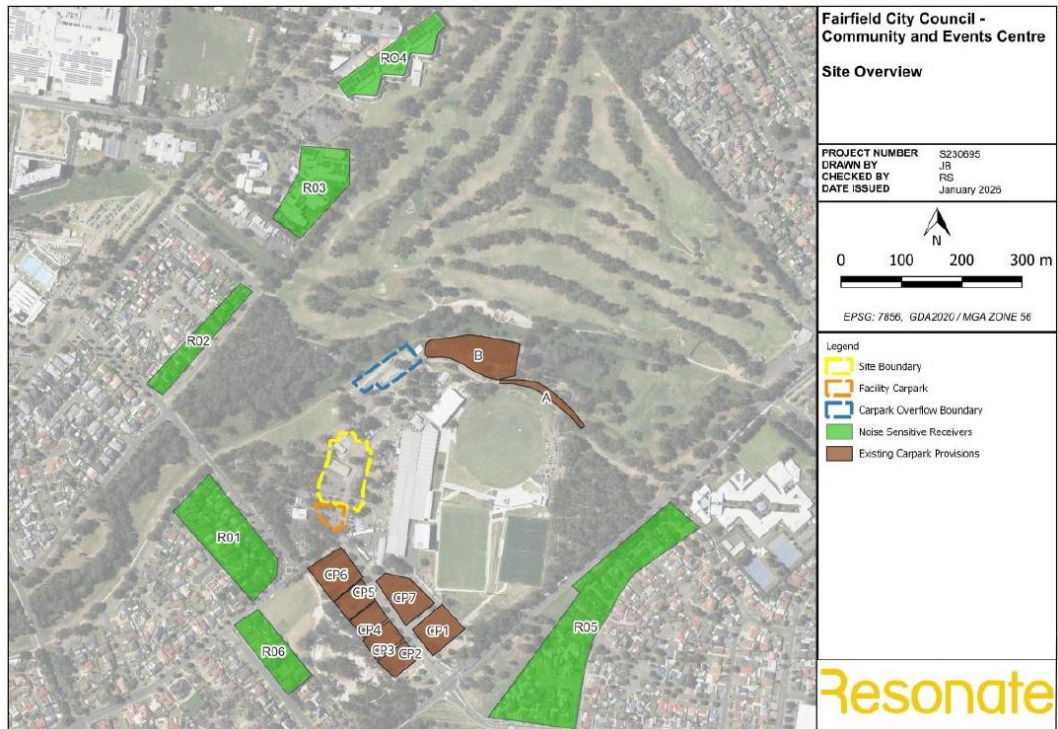 Fairfield City Council -
Community and Events Centre
Site Overview
PROJECT NUMBER S230695
DRAWN BY JB
CHECKED BY RS
DATE ISSUED January 2026
N
0 100 200 300 m
EPSG: 7856, GDA2020 / MGA ZONE 56
Legend
Site Boundary
Facility Carpark
Carpark Overflow Boundary
Noise Sensitive Receivers
Existing Carpark Provisions
Resonate
RO4
R03
R02
B
A
R01
CP6
CP5
CP7
CP4
CP1
CP3
CP2
R05
R06